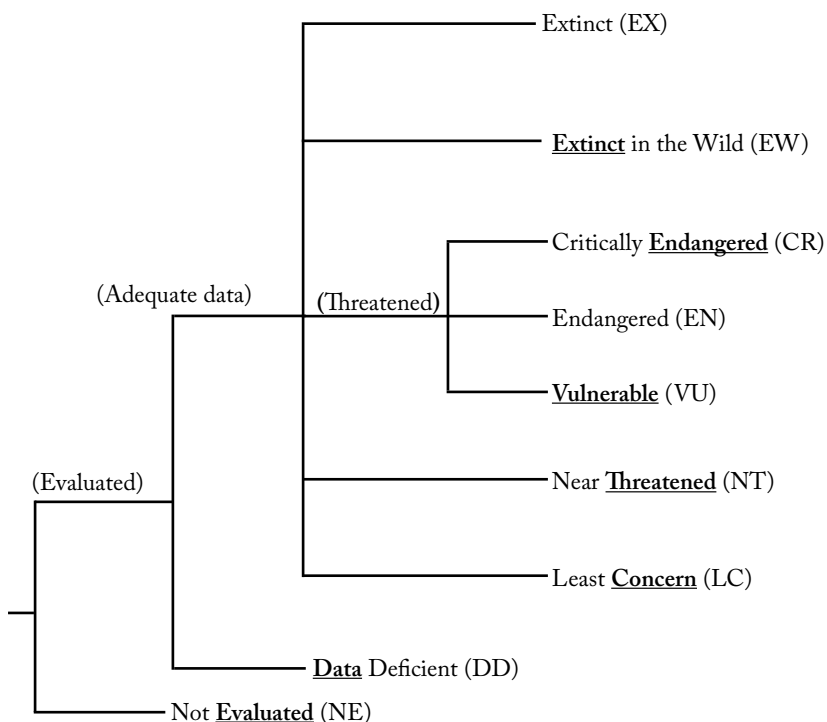 Extinct (EX)
Extinct in the Wild (EW)
Critically Endangered (CR)
(Adequate data)
(Threatened)
Endangered (EN)
Vulnerable (VU)
(Evaluated)
Near Threatened (NT)
Least Concern (LC)
Data Deficient (DD)
Not Evaluated (NE)